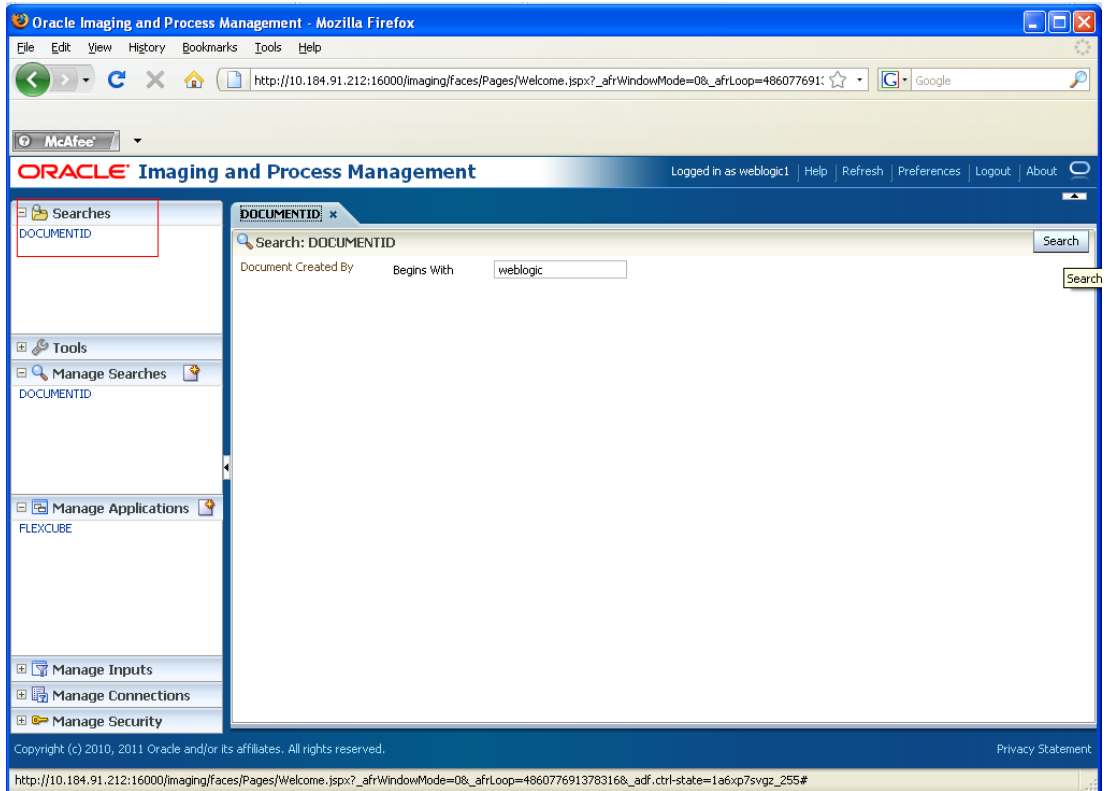 Oracle Imaging and Process Management - Mozilla Firefox
File Edit View History Bookmarks Tools Help
http://10.184.91.212:16000/imaging/faces/Pages/Welcome.jspx?_afrWindowMode=0&_afrLoop=4860776913
Google
McAfee
ORACLE Imaging and Process Management
Logged in as weblogic1 | Help | Refresh | Preferences | Logout | About
Searches
DOCUMENTID
DOCUMENTID ×
Search: DOCUMENTID
Search
Document Created By Begins With weblogic
Search
Tools
Manage Searches
DOCUMENTID
Manage Applications
FLEXCUBE
Manage Inputs
Manage Connections
Manage Security
Copyright (c) 2010, 2011 Oracle and/or its affiliates. All rights reserved.
Privacy Statement
http://10.184.91.212:16000/imaging/faces/Pages/Welcome.jspx?_afrWindowMode=0&_afrLoop=486077691378316&_adf.ctrl-state=1a6xp7svgz_255#